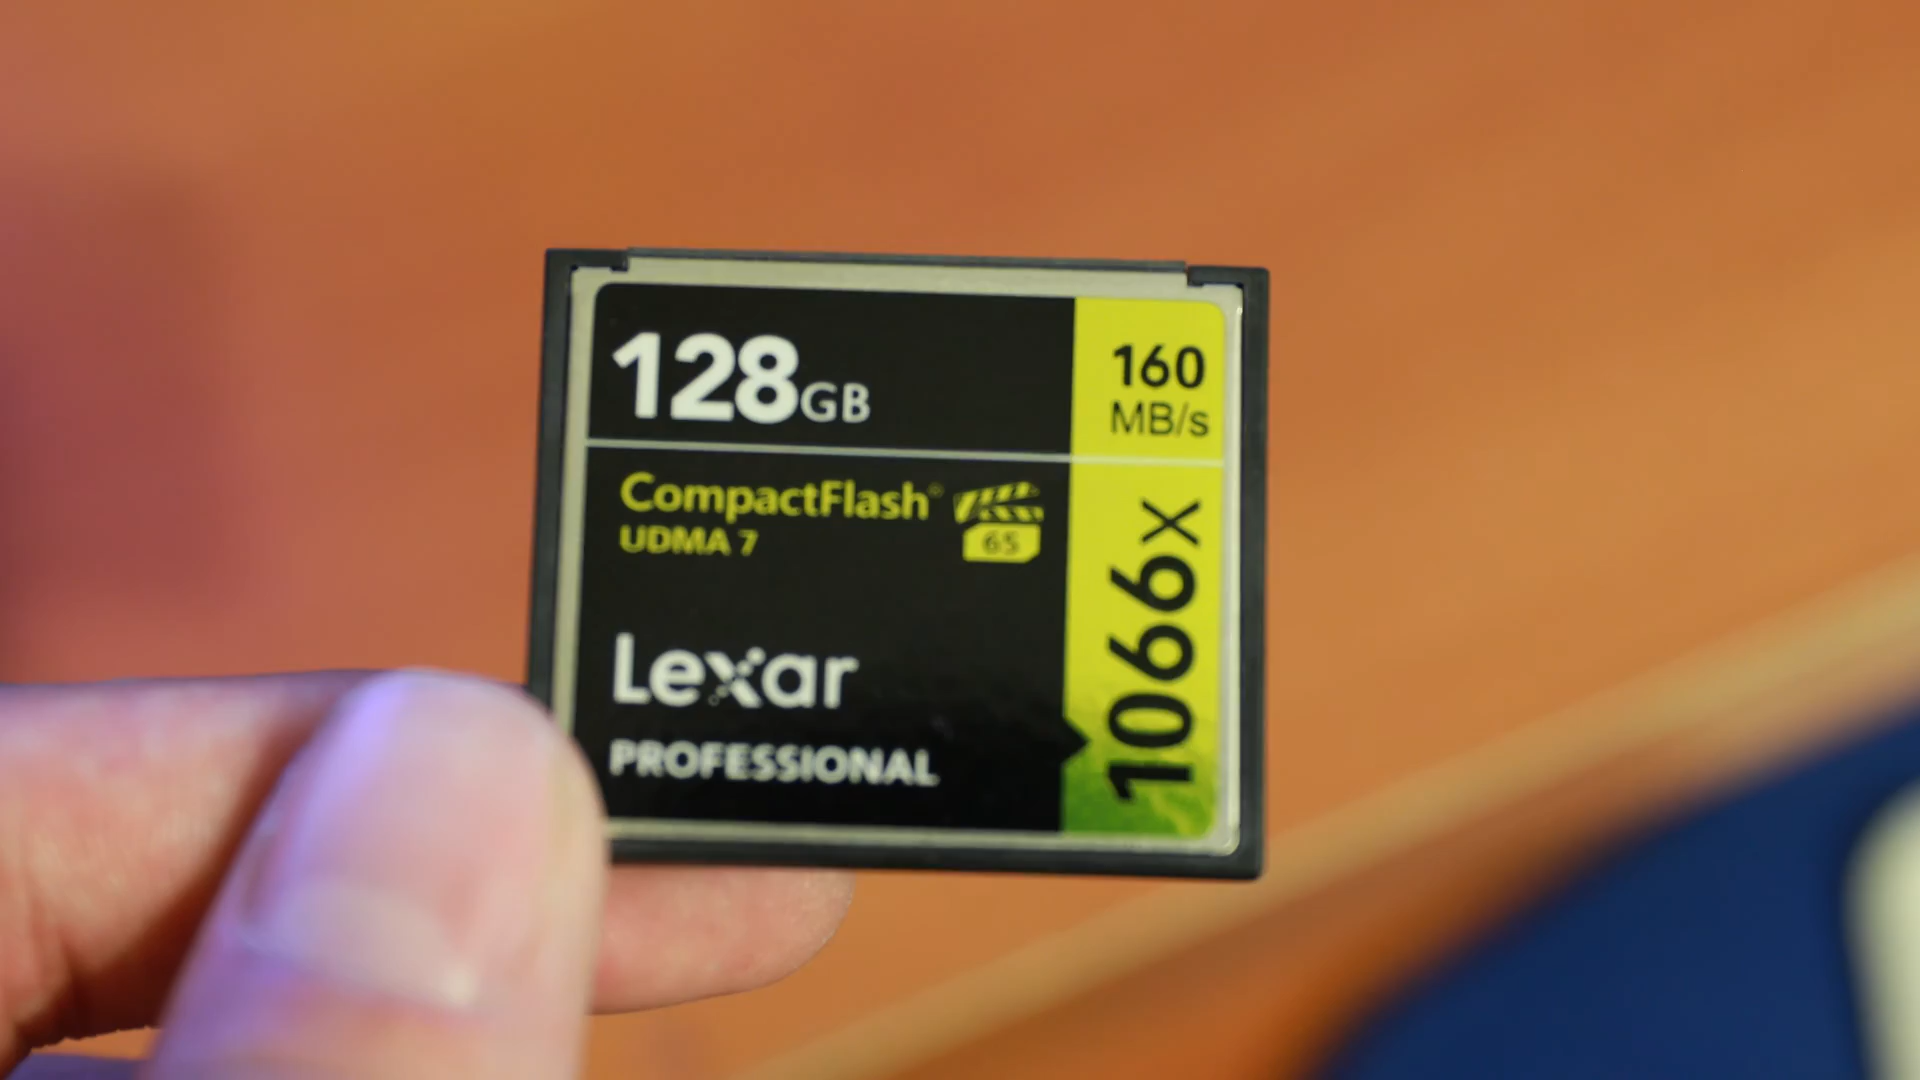 128GB
160
MB/s
CompactFlash®
UDMA 7
65
1066x
Lexar
PROFESSIONAL